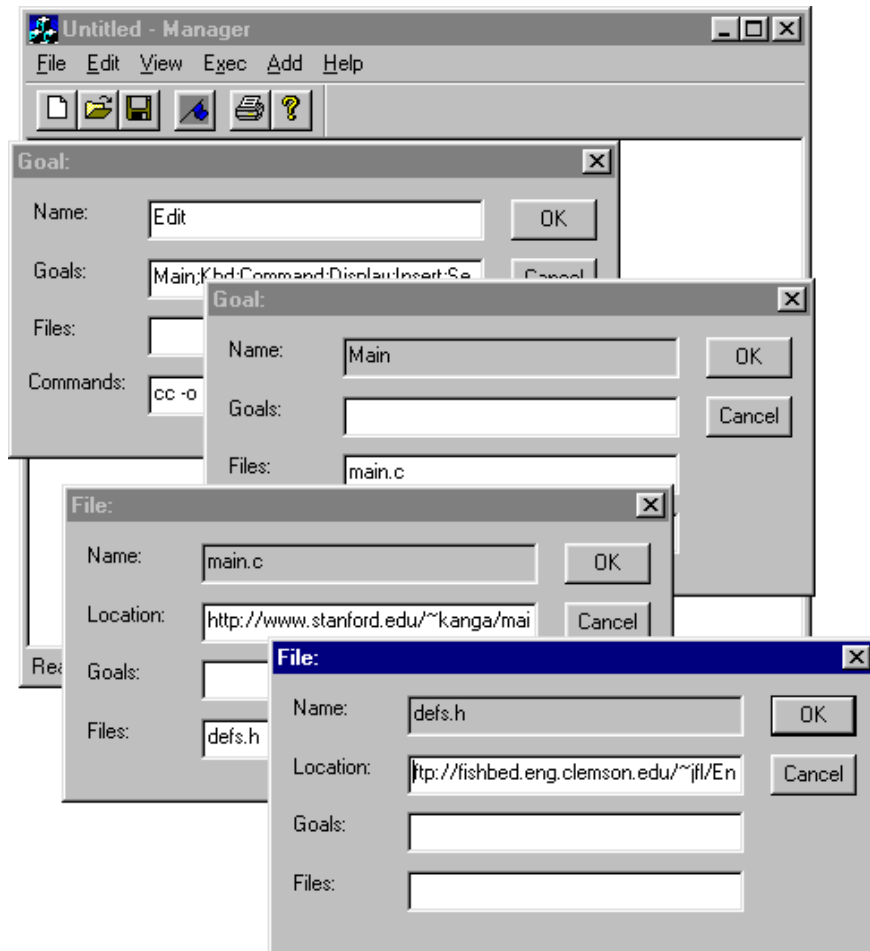 Untitled - Manager
File Edit View Exec Add Help
Goal:
Name: Edit OK
Goals: Main;Kbd;Command;Display;Insert;Se Cancel
Files:
Commands: cc -o
Goal:
Name: Main OK
Goals: Cancel
Files: main.c
File:
Name: main.c OK
Location: http://www.stanford.edu/~kanga/mai Cancel
Goals:
Files: defs.h
Rea
File:
Name: defs.h OK
Location: ftp://fishbed.eng.clemson.edu/~jfl/En Cancel
Goals:
Files: